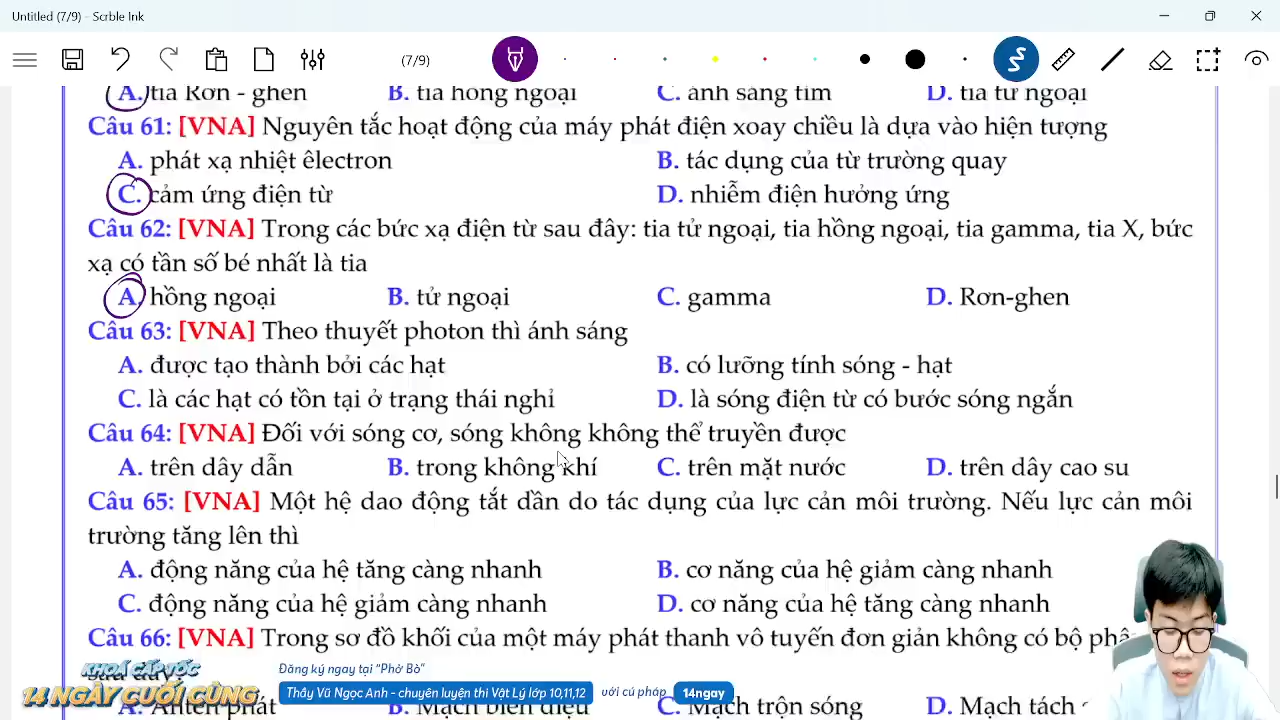 Untitled (7/9) - Scrble Ink
(7/9)
A. tia Rơn - ghen B. tia hồng ngoại C. ánh sáng tím D. tia tử ngoại
Câu 61: [VNA] Nguyên tắc hoạt động của máy phát điện xoay chiều là dựa vào hiện tượng
A. phát xạ nhiệt êlectron B. tác dụng của từ trường quay
C. cảm ứng điện từ D. nhiễm điện hưởng ứng
Câu 62: [VNA] Trong các bức xạ điện từ sau đây: tia tử ngoại, tia hồng ngoại, tia gamma, tia X, bức
xạ có tần số bé nhất là tia
A. hồng ngoại B. tử ngoại C. gamma D. Rơn-ghen
Câu 63: [VNA] Theo thuyết photon thì ánh sáng
A. được tạo thành bởi các hạt B. có lưỡng tính sóng - hạt
C. là các hạt có tồn tại ở trạng thái nghỉ D. là sóng điện từ có bước sóng ngắn
Câu 64: [VNA] Đối với sóng cơ, sóng không không thể truyền được
A. trên dây dẫn B. trong không khí C. trên mặt nước D. trên dây cao su
Câu 65: [VNA] Một hệ dao động tắt dần do tác dụng của lực cản môi trường. Nếu lực cản môi
trường tăng lên thì
A. động năng của hệ tăng càng nhanh B. cơ năng của hệ giảm càng nhanh
C. động năng của hệ giảm càng nhanh D. cơ năng của hệ tăng càng nhanh
Câu 66: [VNA] Trong sơ đồ khối của một máy phát thanh vô tuyến đơn giản không có bộ
A. Anten phát B. Mạch biến điệu C. Mạch trộn sóng D. Mạch tách
KHOÁ CẤP TỐC
14 NGÀY CUỐI CÙNG
Đăng ký ngay tại "Phở Bò"
Thầy Vũ Ngọc Anh - chuyên luyện thi Vật Lý lớp 10,11,12 với cú pháp 14ngay